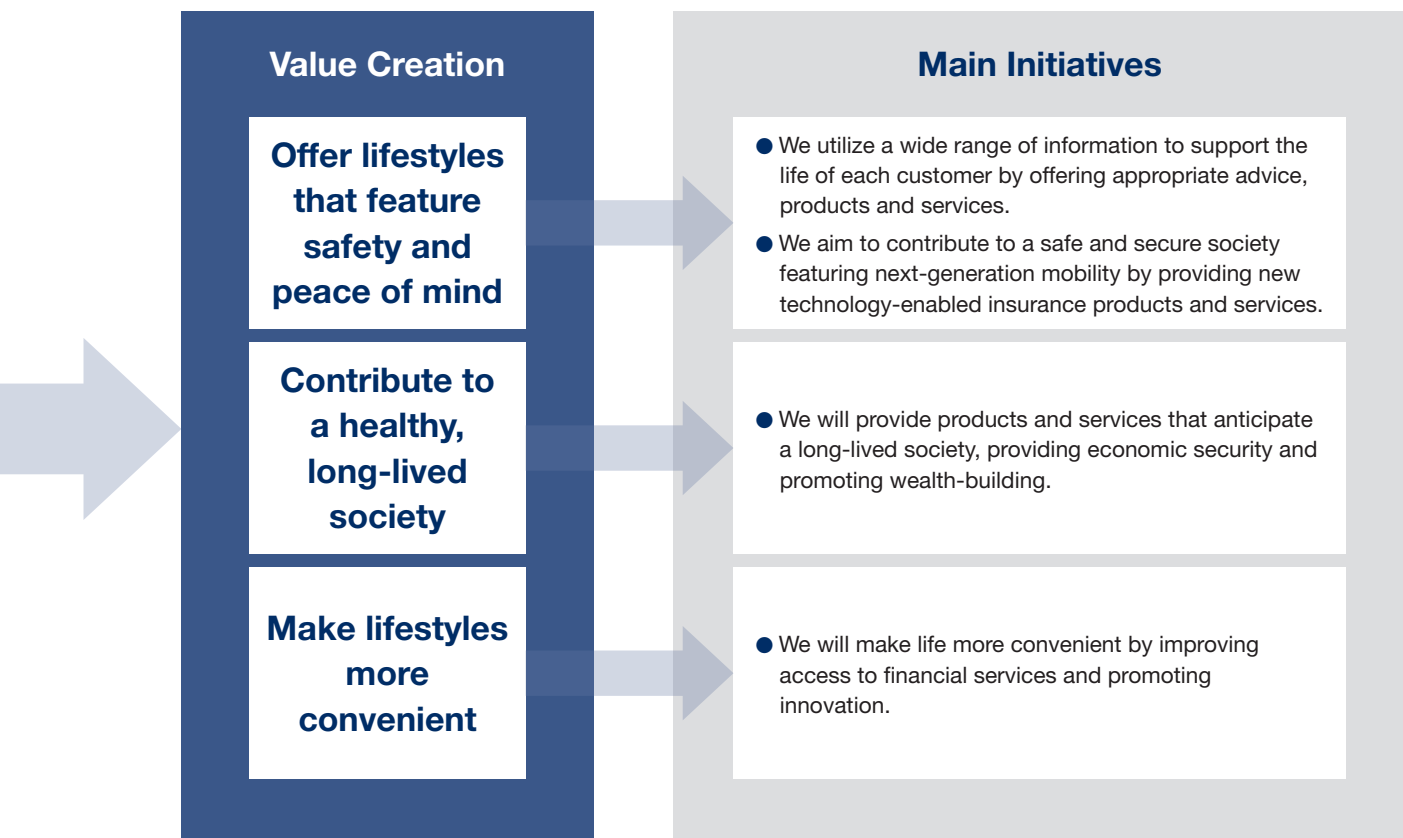 Value Creation
Offer lifestyles
that feature
safety and
peace of mind
Contribute to
a healthy,
long-lived
society
Make lifestyles
more
convenient
Main Initiatives
● We utilize a wide range of information to support the
life of each customer by offering appropriate advice,
products and services.
● We aim to contribute to a safe and secure society
featuring next-generation mobility by providing new
technology-enabled insurance products and services.
● We will provide products and services that anticipate
a long-lived society, providing economic security and
promoting wealth-building.
● We will make life more convenient by improving
access to financial services and promoting
innovation.